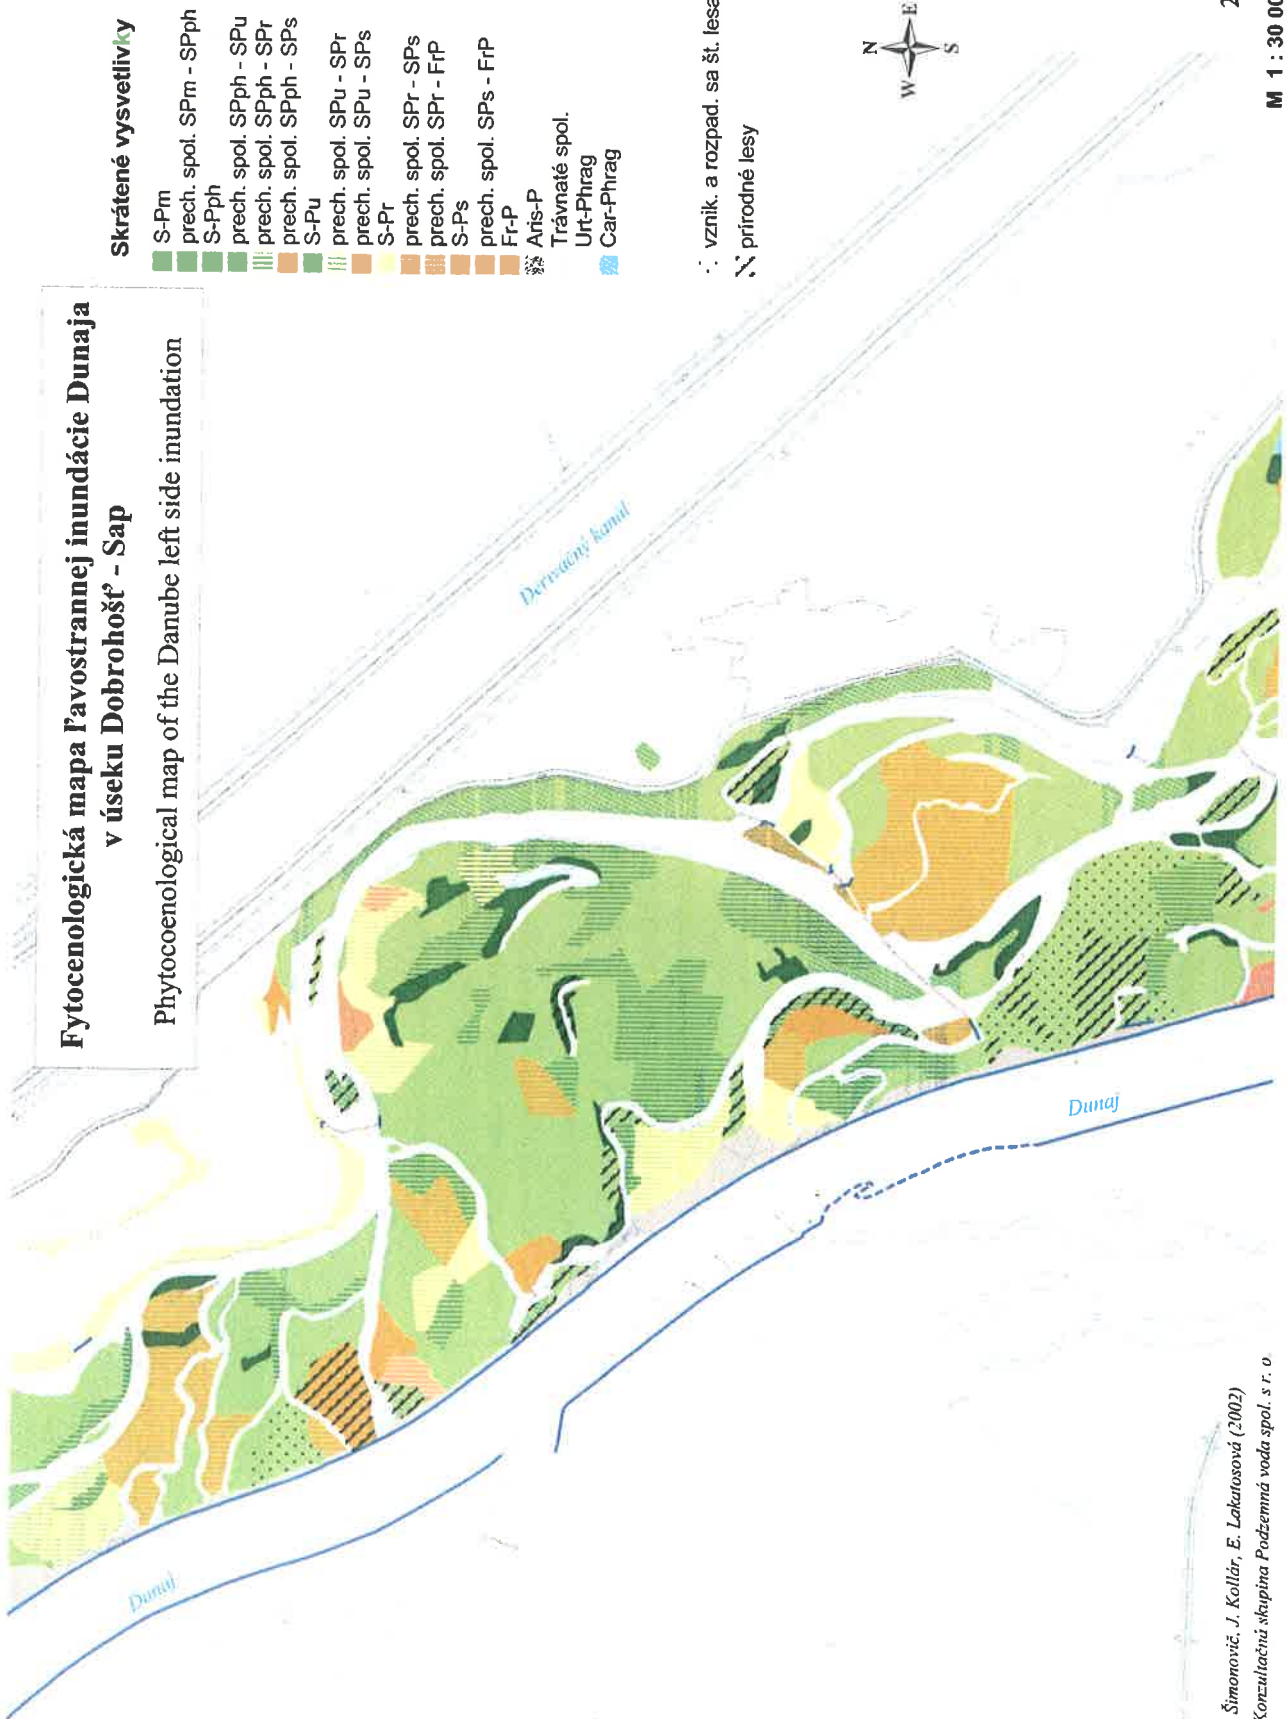 Fytocenologická mapa ľavostrannej inundácie Dunaja
v úseku Dobrohošť - Sap
Phytocoenological map of the Danube left side inundation
Skrátené vysvetlivky
S-Pm
prech. spol. SPm - SPph
S-Pph
prech. spol. SPph - SPu
prech. spol. SPph - SPr
prech. spol. SPph - SPs
S-Pu
prech. spol. SPu - SPr
prech. spol. SPu - SPs
S-Pr
prech. spol. SPr - SPs
prech. spol. SPr - FrP
S-Ps
prech. spol. SPs - FrP
Fr-P
Aris-P
Trávnaté spol.
Urt-Phrag
Car-Phrag
vznik. a rozpad. sa št. lesa
prírodné lesy
N
W E
S
2
M 1 : 30 00
Derivačný kanál
Dunaj
Dunaj
Šimonovič, J. Kollár, E. Lakatosová (2002)
Konzultačná skupina Podzemná voda spol. s r. o.